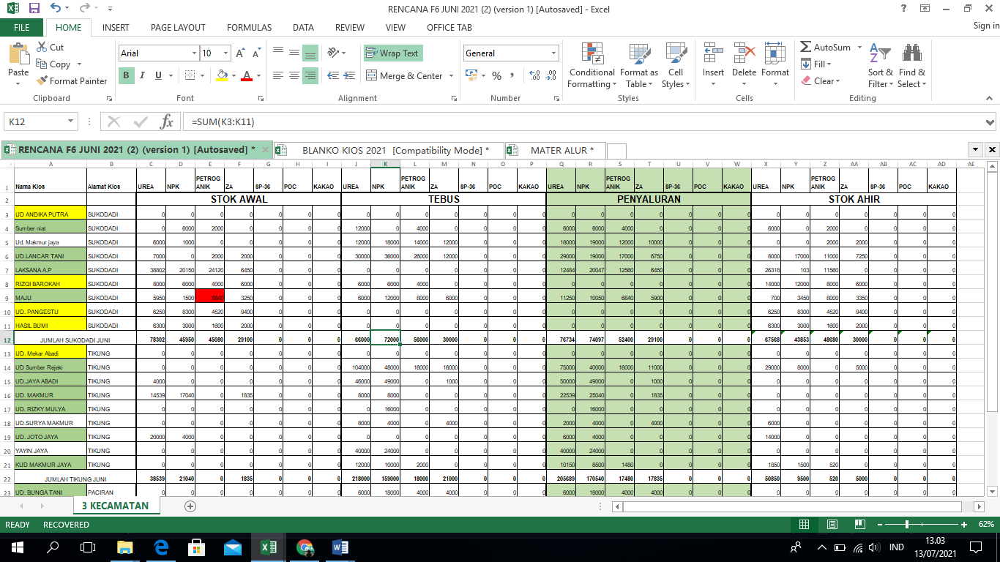 RENCANA F6 JUNI 2021 (2) (version 1) [Autosaved] - Excel
FILE HOME INSERT PAGE LAYOUT FORMULAS DATA REVIEW VIEW OFFICE TAB Sign in
Cut
Copy
Format Painter
Paste
Arial 10
B I U
Wrap Text
Merge & Center
General
Conditional Formatting
Format as Table
Cell Styles
Insert Delete Format
AutoSum
Fill
Clear
Sort & Filter
Find & Select
Clipboard Font Alignment Number Styles Cells Editing
K12 =SUM(K3:K11)
RENCANA F6 JUNI 2021 (2) (version 1) [Autosaved] * BLANKO KIOS 2021 [Compatibility Mode] * MATER ALUR *
A B C D E F G H I J K L M N O P Q R S T U V W X Y Z AA AB AC AD AE
1 Nama Kios Alamat Kios UREA NPK PETROG ANIK ZA SP-36 POC KAKAO UREA NPK PETROG ANIK ZA SP-36 POC KAKAO UREA NPK PETROG ANIK ZA SP-36 POC KAKAO UREA NPK PETROG ANIK ZA SP-36 POC KAKAO
2 STOK AWAL TEBUS PENYALURAN STOK AHIR
3 UD ANDIKA PUTRA SUKODADI 0 0 0 0 0 0 0 0 0 0 0 0 0 0 0 0 0 0 0 0 0 0 0 0 0 0 0 0
4 Sumber niat SUKODADI 0 6000 2000 0 0 0 0 12000 0 4000 0 0 0 0 6000 6000 4000 0 0 0 0 6000 0 2000 0 0 0 0
5 Ud. Makmur jaya SUKODADI 6000 1000 0 0 0 0 0 12000 18000 14000 12000 0 0 0 18000 19000 12000 10000 0 0 0 0 0 2000 2000 0 0 0
6 UD.LANCAR TANI SUKODADI 7000 0 2000 2000 0 0 0 30000 36000 26000 12000 0 0 0 29000 19000 17000 6750 0 0 0 8000 17000 11000 7250 0 0 0
7 LAKSANA A.P SUKODADI 38802 20150 24120 6450 0 0 0 0 0 0 0 0 0 0 12484 20047 12560 6450 0 0 0 26318 103 11560 0 0 0 0
8 RIZQI BAROKAH SUKODADI 8000 6000 4000 6000 0 0 0 6000 6000 4000 0 0 0 0 0 0 0 0 0 0 0 14000 12000 8000 6000 0 0 0
9 MAJU SUKODADI 5950 1500 6840 3250 0 0 0 6000 12000 8000 6000 0 0 0 11250 10050 6840 5900 0 0 0 700 3450 8000 3350 0 0 0
10 UD. PANGESTU SUKODADI 6250 8300 4520 9400 0 0 0 0 0 0 0 0 0 0 0 0 0 0 0 0 0 6250 8300 4520 9400 0 0 0
11 HASIL BUMI SUKODADI 6300 3000 1600 2000 0 0 0 0 0 0 0 0 0 0 0 0 0 0 0 0 0 6300 3000 1600 2000 0 0 0
12 JUMLAH SUKODADI JUNI 78302 45950 45080 29100 0 0 0 66000 72000 56000 30000 0 0 0 76734 74097 52400 29100 0 0 0 67568 43853 48680 30000 0 0 0
13 UD. Mekar Abadi TIKUNG 0 0 0 0 0 0 0 0 0 0 0 0 0 0 0 0 0 0 0 0 0 0 0 0 0 0 0 0
14 UD Sumber Rejeki TIKUNG 0 0 0 0 0 0 0 104000 48000 16000 16000 0 0 0 75000 40000 16000 11000 0 0 0 29000 8000 0 5000 0 0 0
15 UD.JAYA ABADI TIKUNG 4000 0 0 0 0 0 0 46000 49000 0 1000 0 0 0 50000 49000 0 1000 0 0 0 0 0 0 0 0 0 0
16 UD. MAKMUR TIKUNG 14539 17040 0 1835 0 0 0 8000 8000 0 0 0 0 0 22539 25040 0 1835 0 0 0 0 0 0 0 0 0 0
17 UD. RIZKY MULYA TIKUNG 0 0 0 0 0 0 0 0 16000 0 0 0 0 0 0 16000 0 0 0 0 0 0 0 0 0 0 0 0
18 UD.SURYA MAKMUR TIKUNG 0 0 0 0 0 0 0 8000 4000 0 4000 0 0 0 2000 4000 0 4000 0 0 0 6000 0 0 0 0 0 0
19 UD. JOTO JAYA TIKUNG 20000 4000 0 0 0 0 0 0 0 0 0 0 0 0 6000 4000 0 0 0 0 0 14000 0 0 0 0 0 0
20 YAYIN JAYA TIKUNG 0 0 0 0 0 0 0 40000 24000 0 0 0 0 0 40000 24000 0 0 0 0 0 0 0 0 0 0 0 0
21 KUD MAKMUR JAYA TIKUNG 0 0 0 0 0 0 0 12000 10000 2000 0 0 0 0 10150 8500 1480 0 0 0 0 1850 1500 520 0 0 0 0
22 JUMLAH TIKUNG JUNI 38539 21040 0 1835 0 0 0 218000 159000 18000 21000 0 0 0 205689 170540 17480 17835 0 0 0 50850 9500 520 5000 0 0 0
23 UD. BUNGA TANI PACIRAN 0 0 0 0 0 0 0 6000 18000 4000 4000 0 0 0 6000 18000 4000 4000 0 0 0 0 0 0 0 0 0 0
3 KECAMATAN
READY RECOVERED 62%
IND 13.03
13/07/2021